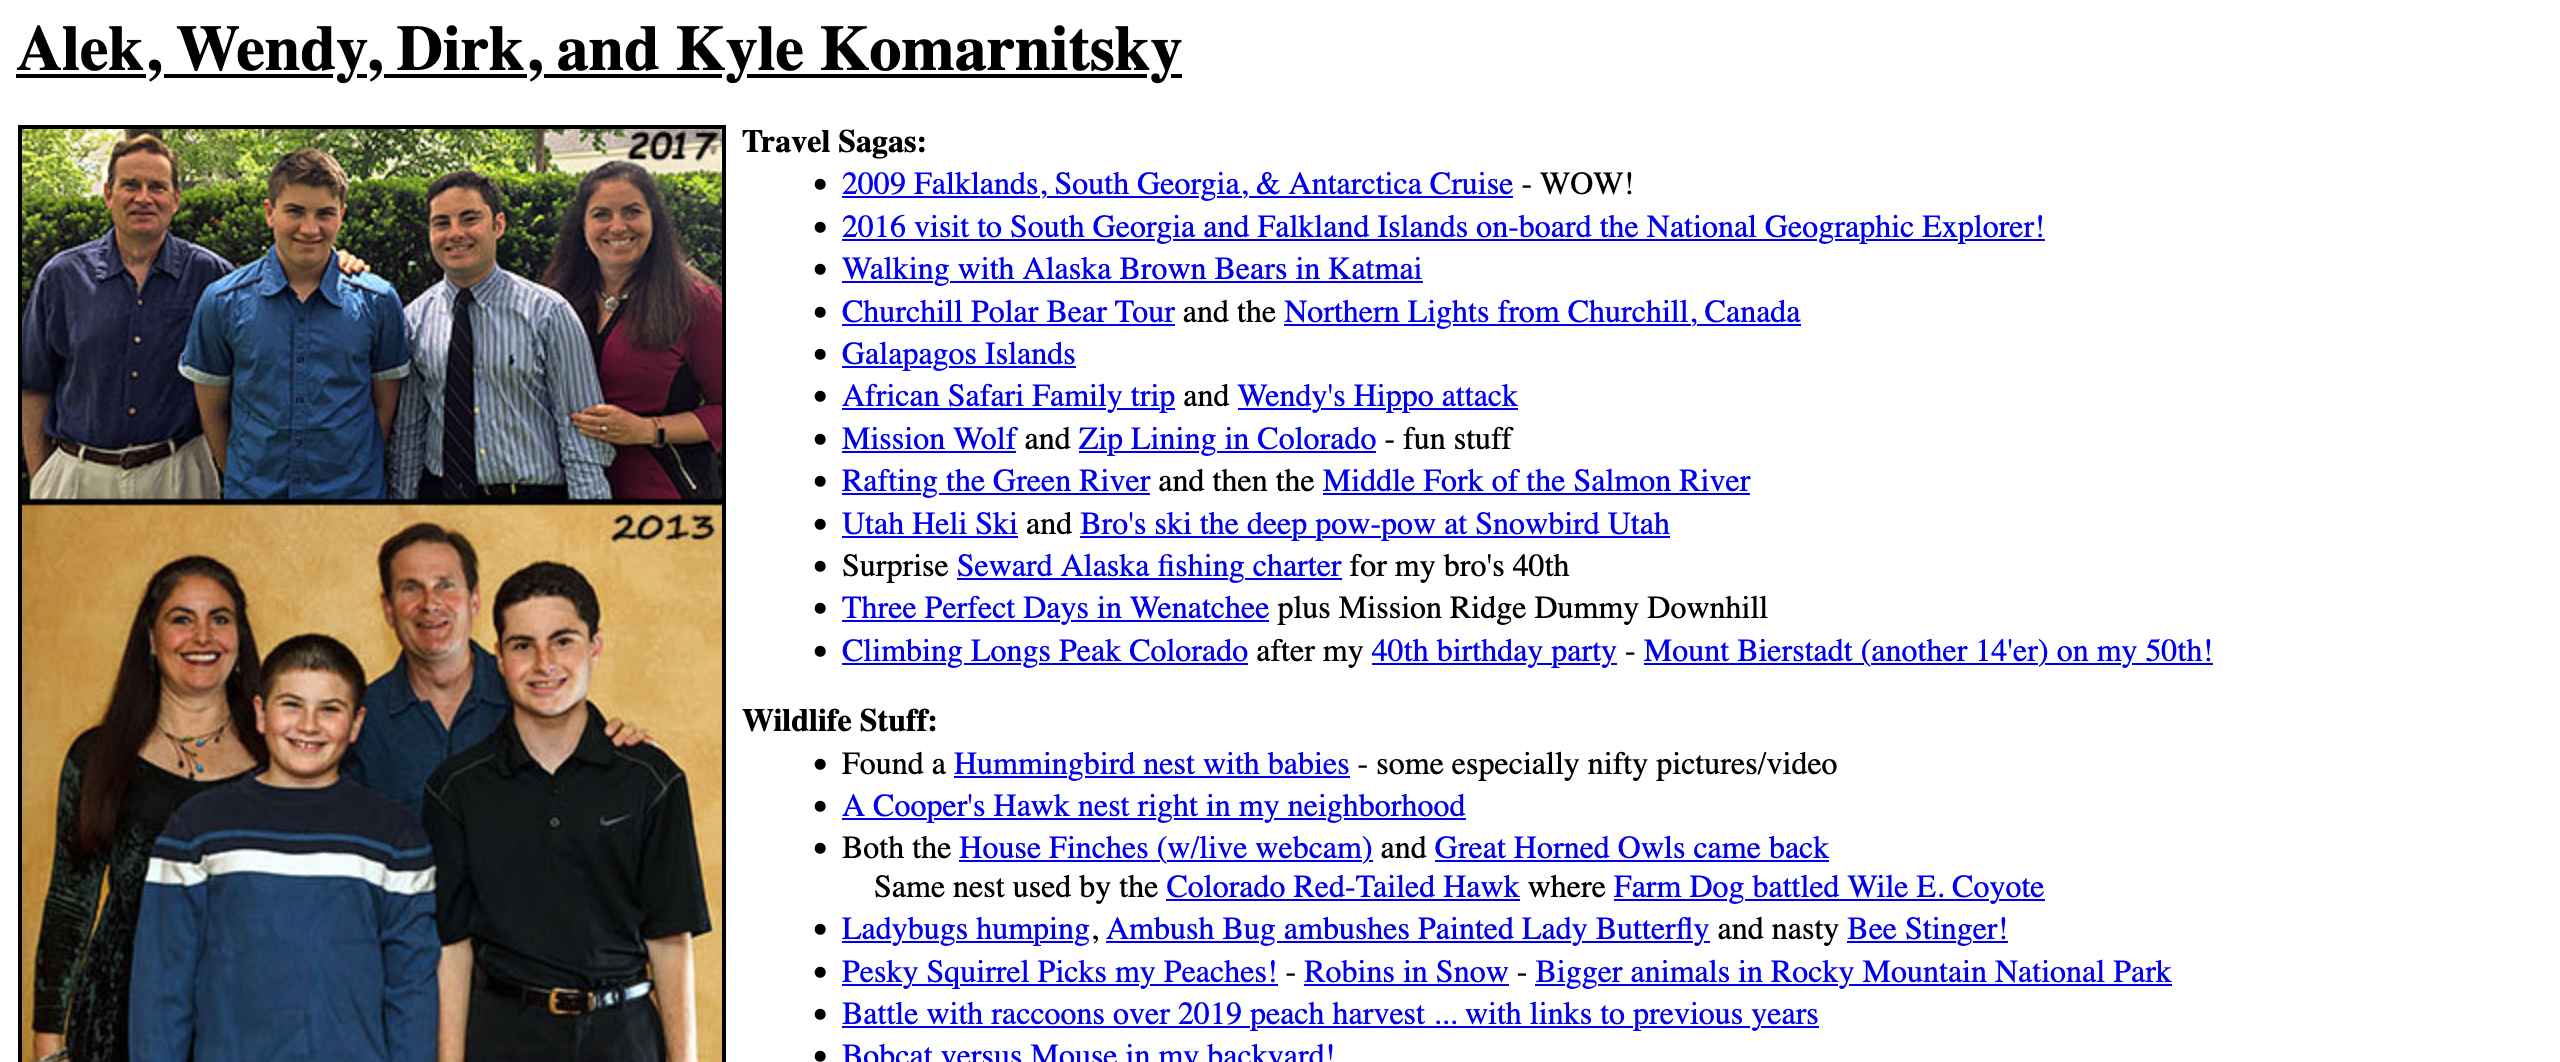 Alek, Wendy, Dirk, and Kyle Komarnitsky
2017
2013
Travel Sagas:
2009 Falklands, South Georgia, & Antarctica Cruise - WOW!
2016 visit to South Georgia and Falkland Islands on-board the National Geographic Explorer!
Walking with Alaska Brown Bears in Katmai
Churchill Polar Bear Tour and the Northern Lights from Churchill, Canada
Galapagos Islands
African Safari Family trip and Wendy's Hippo attack
Mission Wolf and Zip Lining in Colorado - fun stuff
Rafting the Green River and then the Middle Fork of the Salmon River
Utah Heli Ski and Bro's ski the deep pow-pow at Snowbird Utah
Surprise Seward Alaska fishing charter for my bro's 40th
Three Perfect Days in Wenatchee plus Mission Ridge Dummy Downhill
Climbing Longs Peak Colorado after my 40th birthday party - Mount Bierstadt (another 14'er) on my 50th!
Wildlife Stuff:
Found a Hummingbird nest with babies - some especially nifty pictures/video
A Cooper's Hawk nest right in my neighborhood
Both the House Finches (w/live webcam) and Great Horned Owls came back
Same nest used by the Colorado Red-Tailed Hawk where Farm Dog battled Wile E. Coyote
Ladybugs humping, Ambush Bug ambushes Painted Lady Butterfly and nasty Bee Stinger!
Pesky Squirrel Picks my Peaches! - Robins in Snow - Bigger animals in Rocky Mountain National Park
Battle with raccoons over 2019 peach harvest ... with links to previous years
Bobcat versus Mouse in my backyard!